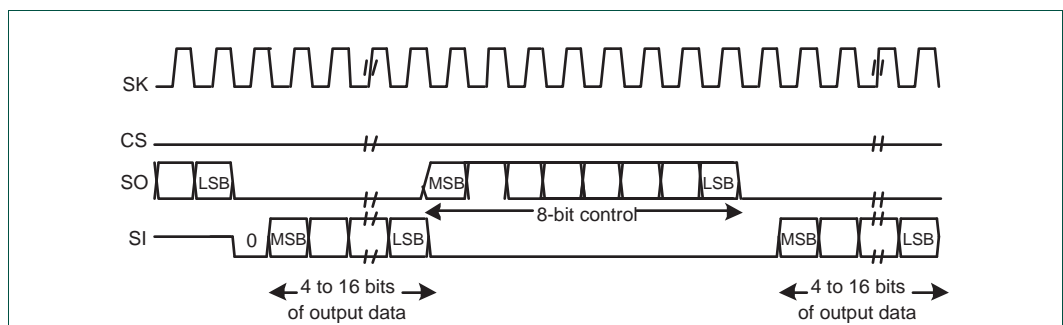 SK
CS
SO LSB MSB LSB
8-bit control
SI 0 MSB LSB MSB LSB
4 to 16 bits of output data
4 to 16 bits of output data